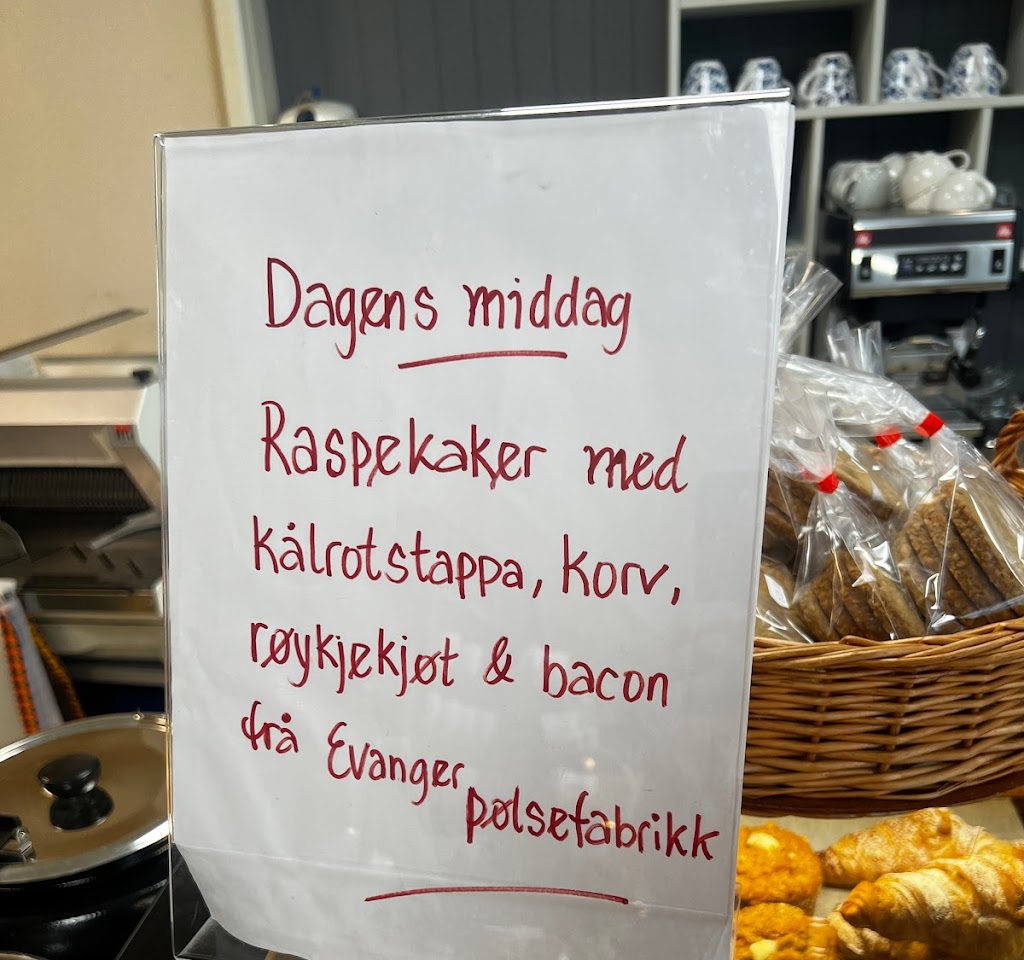 Dagens middag
Raspekaker med
kålrotstappa, korv,
røykjekjøt & bacon
frå Evanger
pølsefabrikk